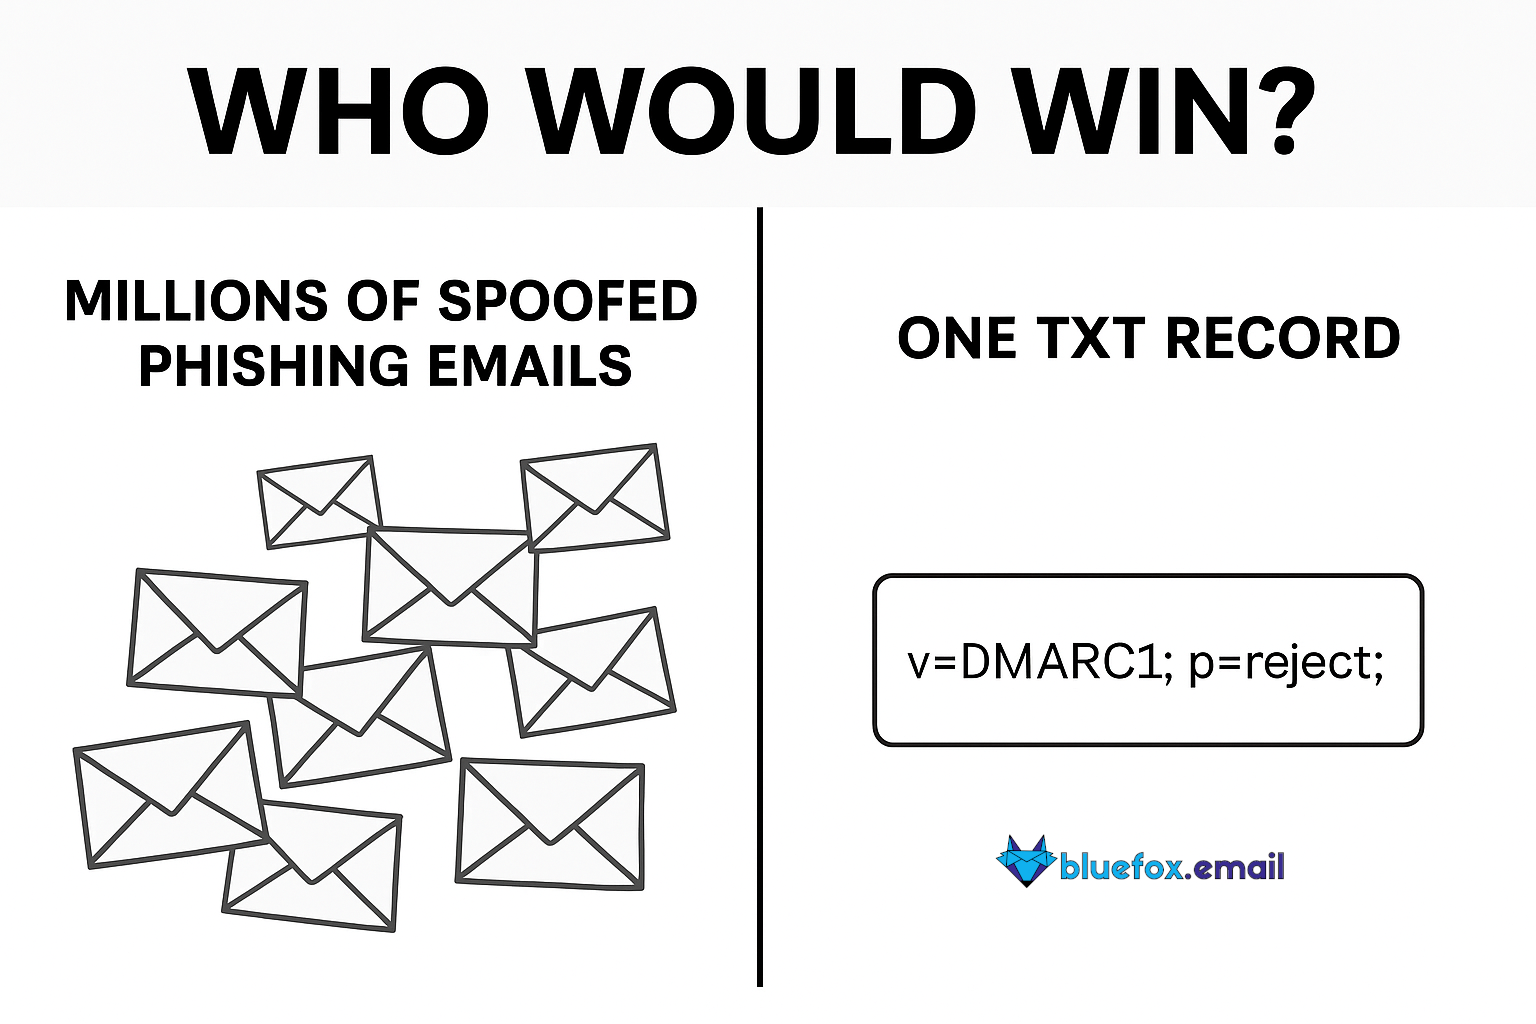 WHO WOULD WIN?
MILLIONS OF SPOOFED
PHISHING EMAILS
ONE TXT RECORD
v=DMARC1; p=reject;
bluefox.email